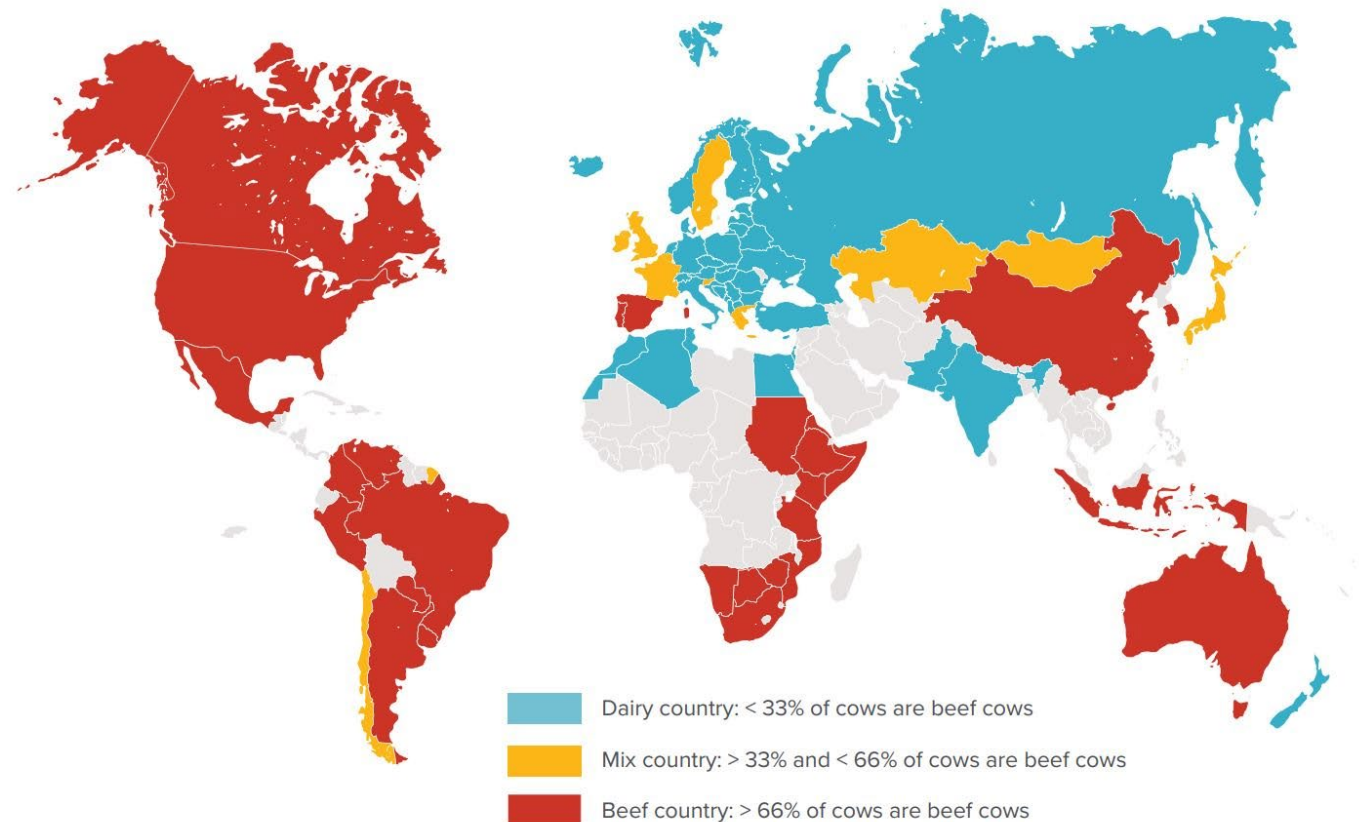 Dairy country: < 33% of cows are beef cows
Mix country: > 33% and < 66% of cows are beef cows
Beef country: > 66% of cows are beef cows